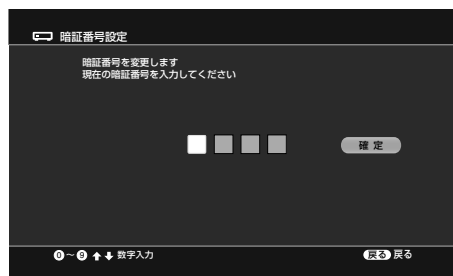 暗証番号設定
暗証番号を変更します
現在の暗証番号を入力してください
確定
0～9 ↑↓ 数字入力
戻る 戻る